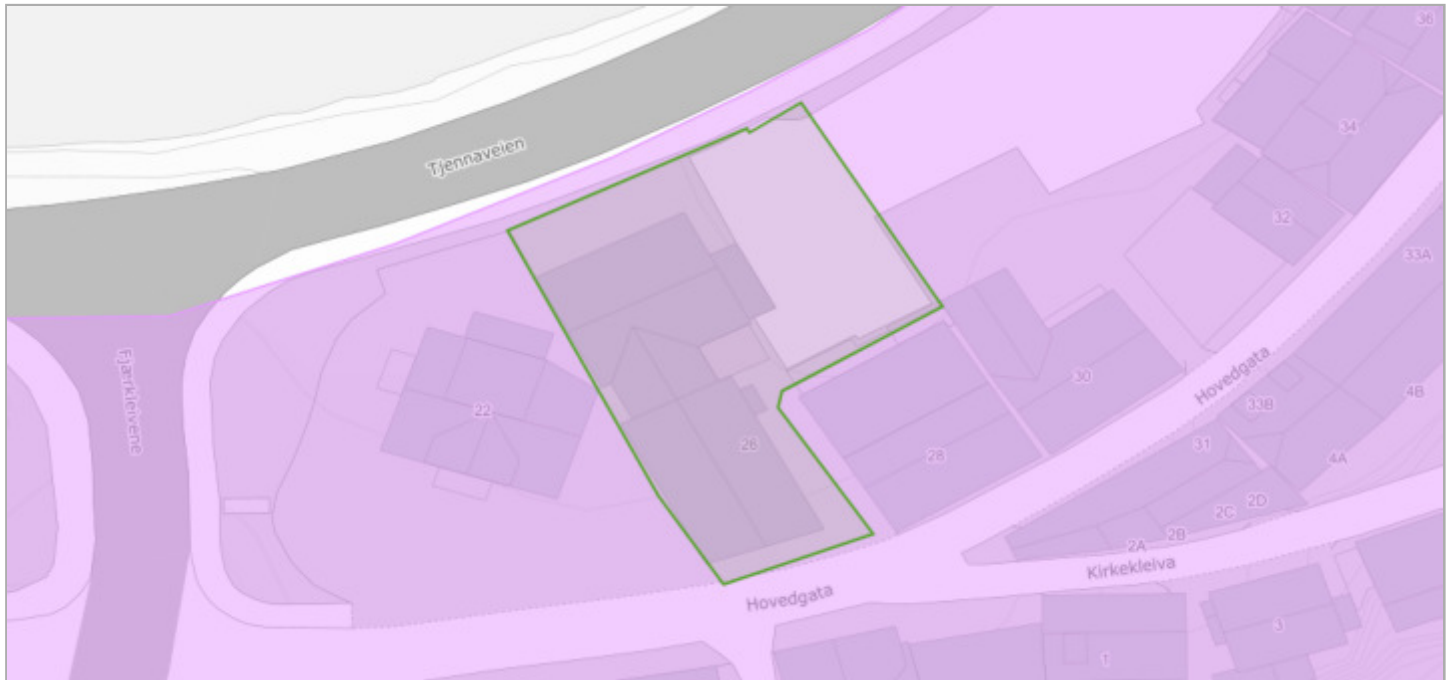 36
Tjennaveien
34
32
33A
Fjærkleivene
Hovedgata
30
4B
22
33B
26
31
28
4A
2C
2D
2B
2A
Kirkekleiva
Hovedgata
3
1